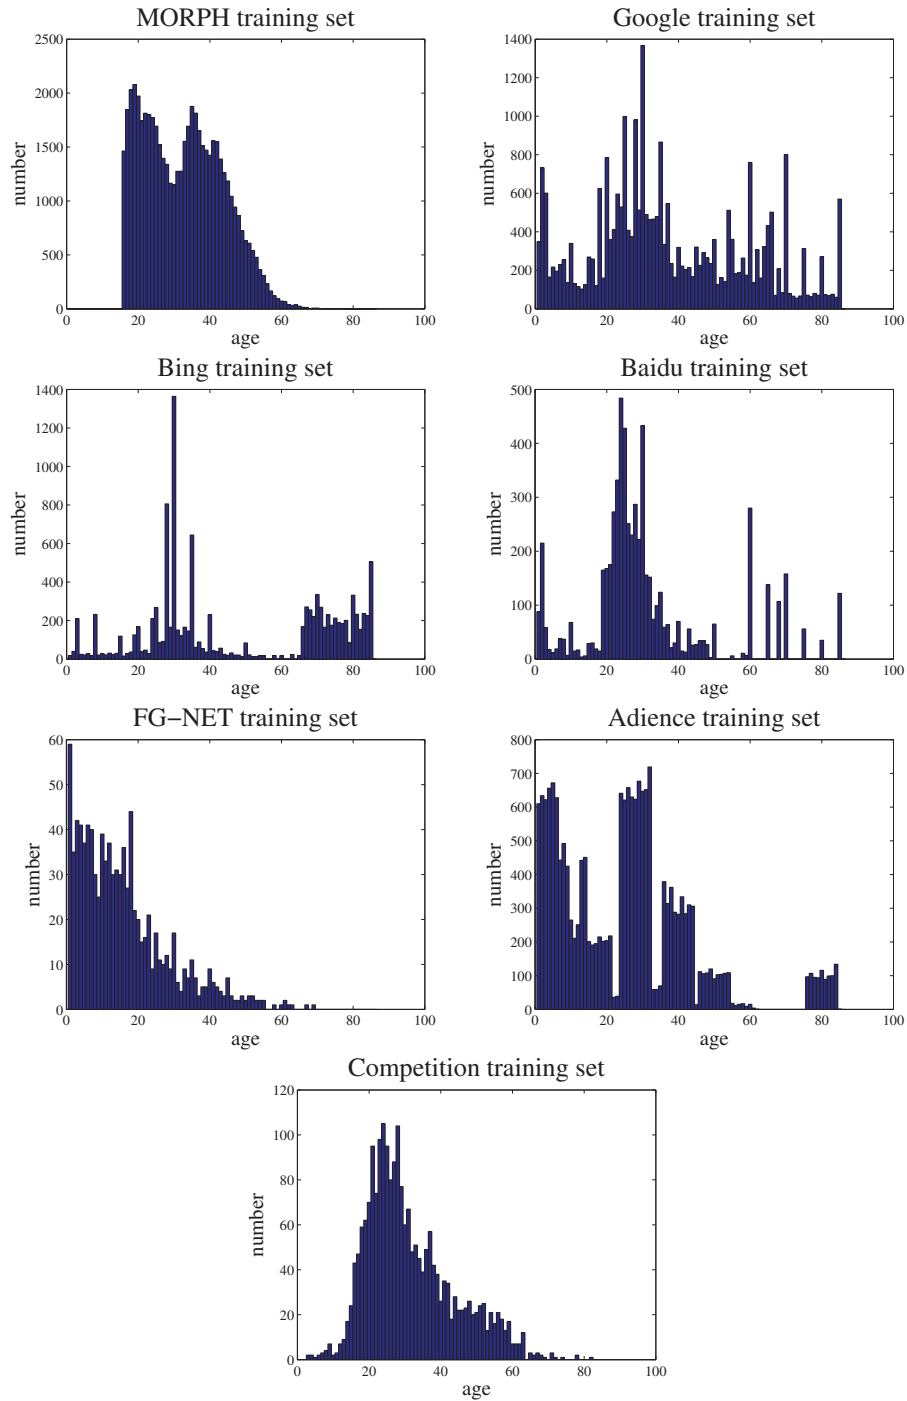 MORPH training set
2500
2000
1500
1000
500
0
number
0 20 40 60 80 100
age
Google training set
1400
1200
1000
800
600
400
200
0
number
0 20 40 60 80 100
age
Bing training set
1400
1200
1000
800
600
400
200
0
number
0 20 40 60 80 100
age
Baidu training set
500
400
300
200
100
0
number
0 20 40 60 80 100
age
FG−NET training set
60
50
40
30
20
10
0
number
0 20 40 60 80 100
age
Adience training set
800
700
600
500
400
300
200
100
0
number
0 20 40 60 80 100
age
Competition training set
120
100
80
60
40
20
0
number
0 20 40 60 80 100
age